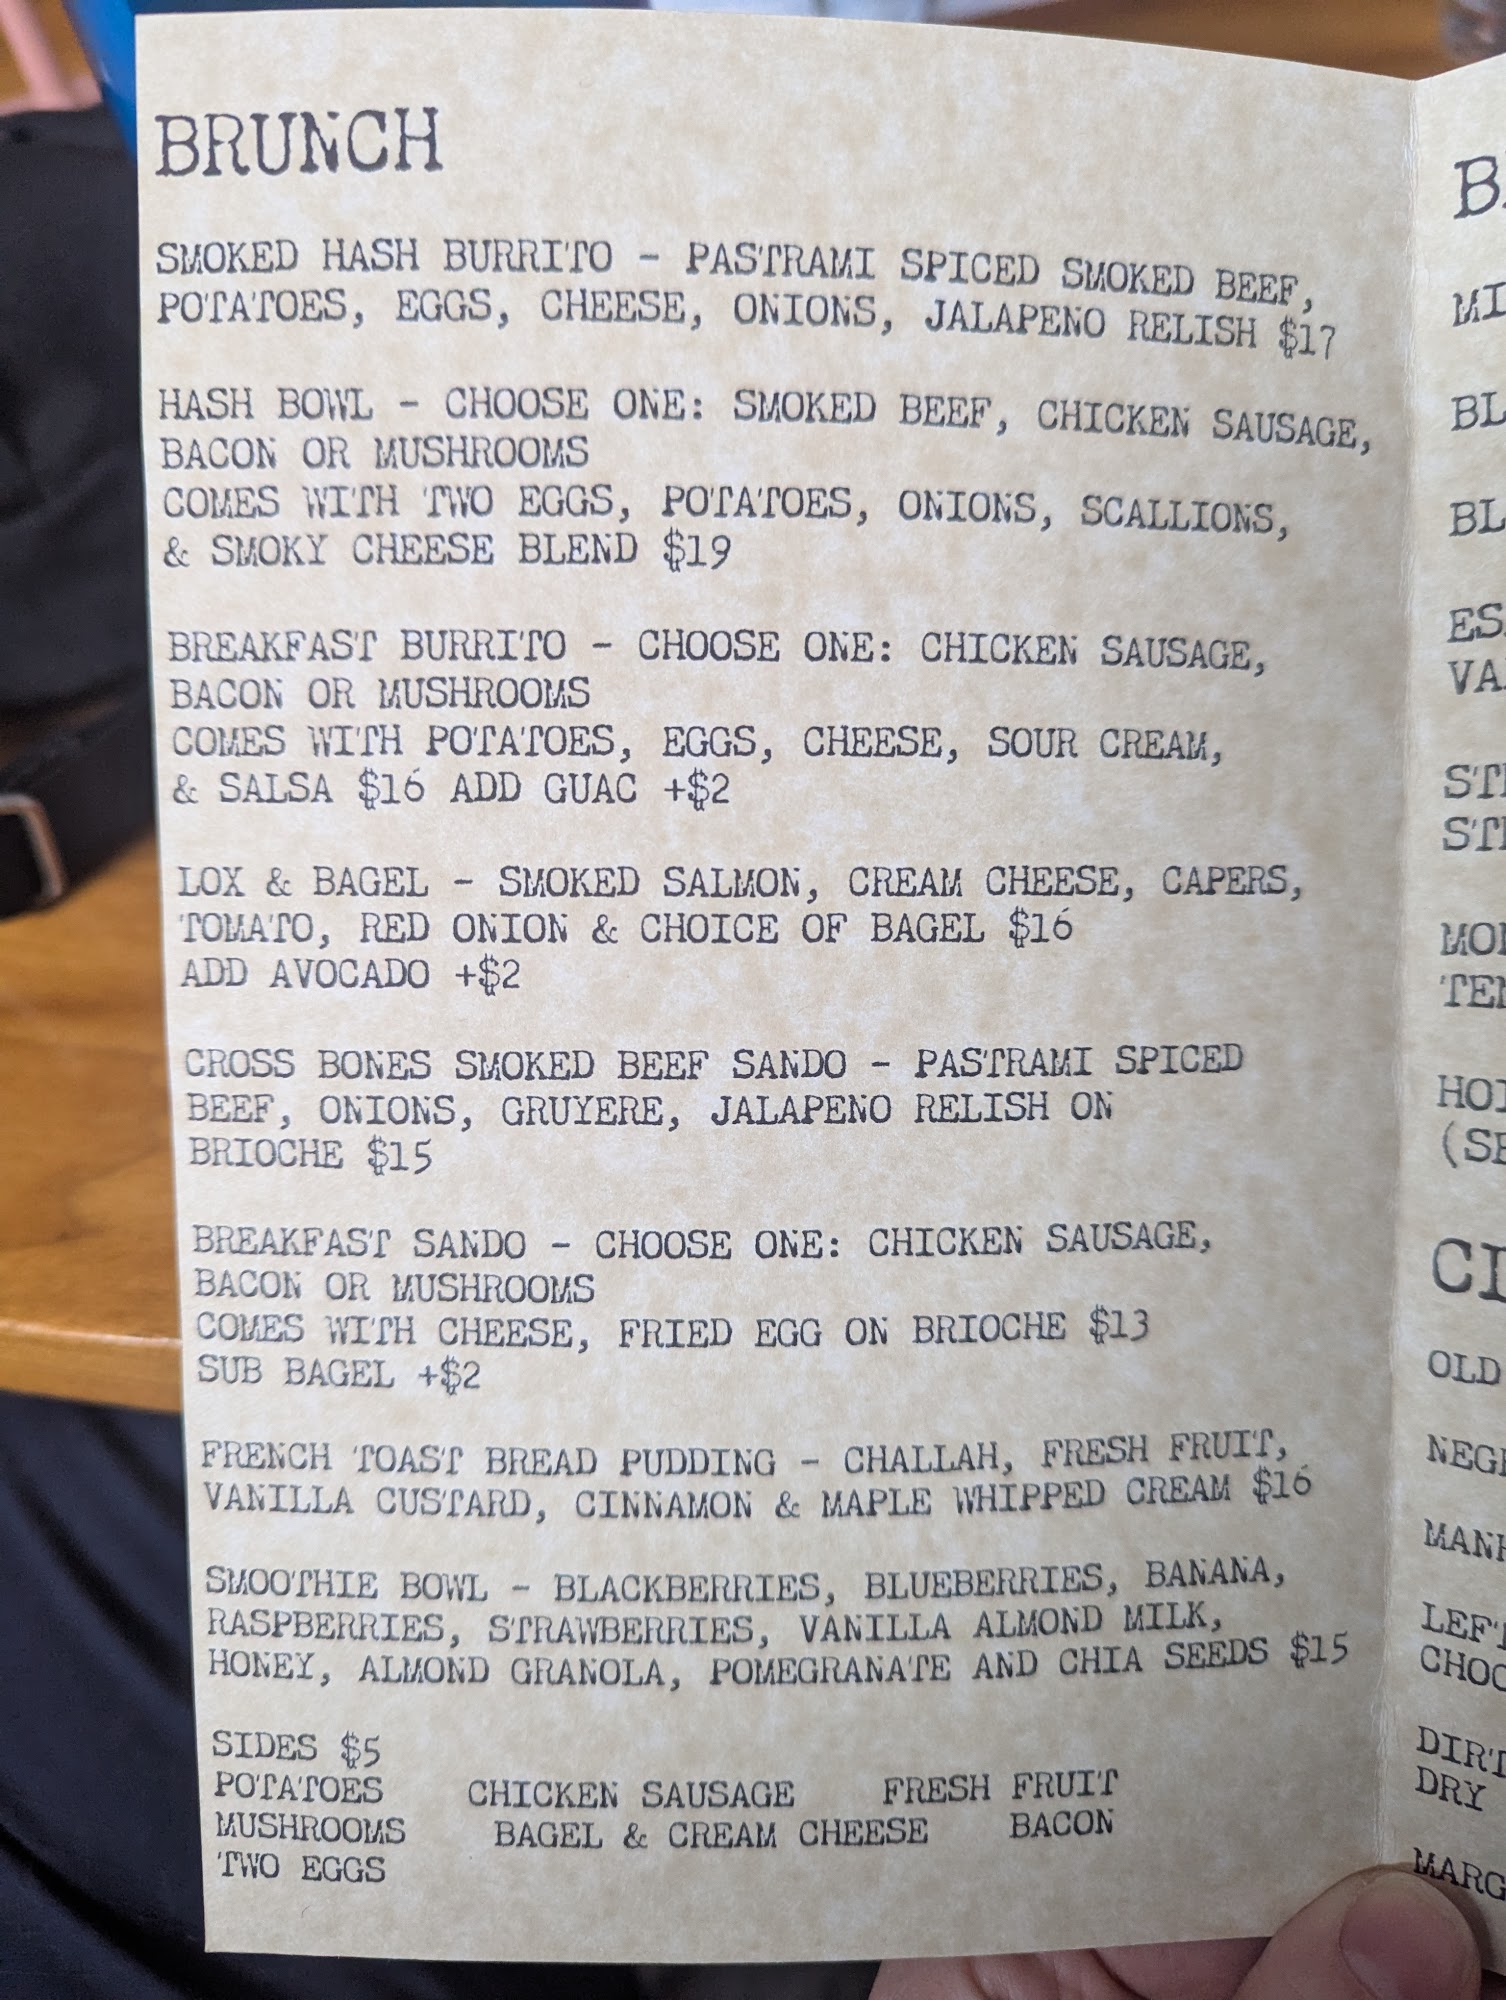 BRUNCH
SMOKED HASH BURRITO - PASTRAMI SPICED SMOKED BEEF,
POTATOES, EGGS, CHEESE, ONIONS, JALAPENO RELISH $17
HASH BOWL - CHOOSE ONE: SMOKED BEEF, CHICKEN SAUSAGE,
BACON OR MUSHROOMS
COMES WITH TWO EGGS, POTATOES, ONIONS, SCALLIONS,
& SMOKY CHEESE BLEND $19
BREAKFAST BURRITO - CHOOSE ONE: CHICKEN SAUSAGE,
BACON OR MUSHROOMS
COMES WITH POTATOES, EGGS, CHEESE, SOUR CREAM,
& SALSA $16 ADD GUAC +$2
LOX & BAGEL - SMOKED SALMON, CREAM CHEESE, CAPERS,
TOMATO, RED ONION & CHOICE OF BAGEL $16
ADD AVOCADO +$2
CROSS BONES SMOKED BEEF SANDO - PASTRAMI SPICED
BEEF, ONIONS, GRUYERE, JALAPENO RELISH ON
BRIOCHE $15
BREAKFAST SANDO - CHOOSE ONE: CHICKEN SAUSAGE,
BACON OR MUSHROOMS
COMES WITH CHEESE, FRIED EGG ON BRIOCHE $13
SUB BAGEL +$2
FRENCH TOAST BREAD PUDDING - CHALLAH, FRESH FRUIT,
VANILLA CUSTARD, CINNAMON & MAPLE WHIPPED CREAM $16
SMOOTHIE BOWL - BLACKBERRIES, BLUEBERRIES, BANANA,
RASPBERRIES, STRAWBERRIES, VANILLA ALMOND MILK,
HONEY, ALMOND GRANOLA, POMEGRANATE AND CHIA SEEDS $15
SIDES $5
POTATOES CHICKEN SAUSAGE FRESH FRUIT
MUSHROOMS BAGEL & CREAM CHEESE BACON
TWO EGGS
OLD
DRY